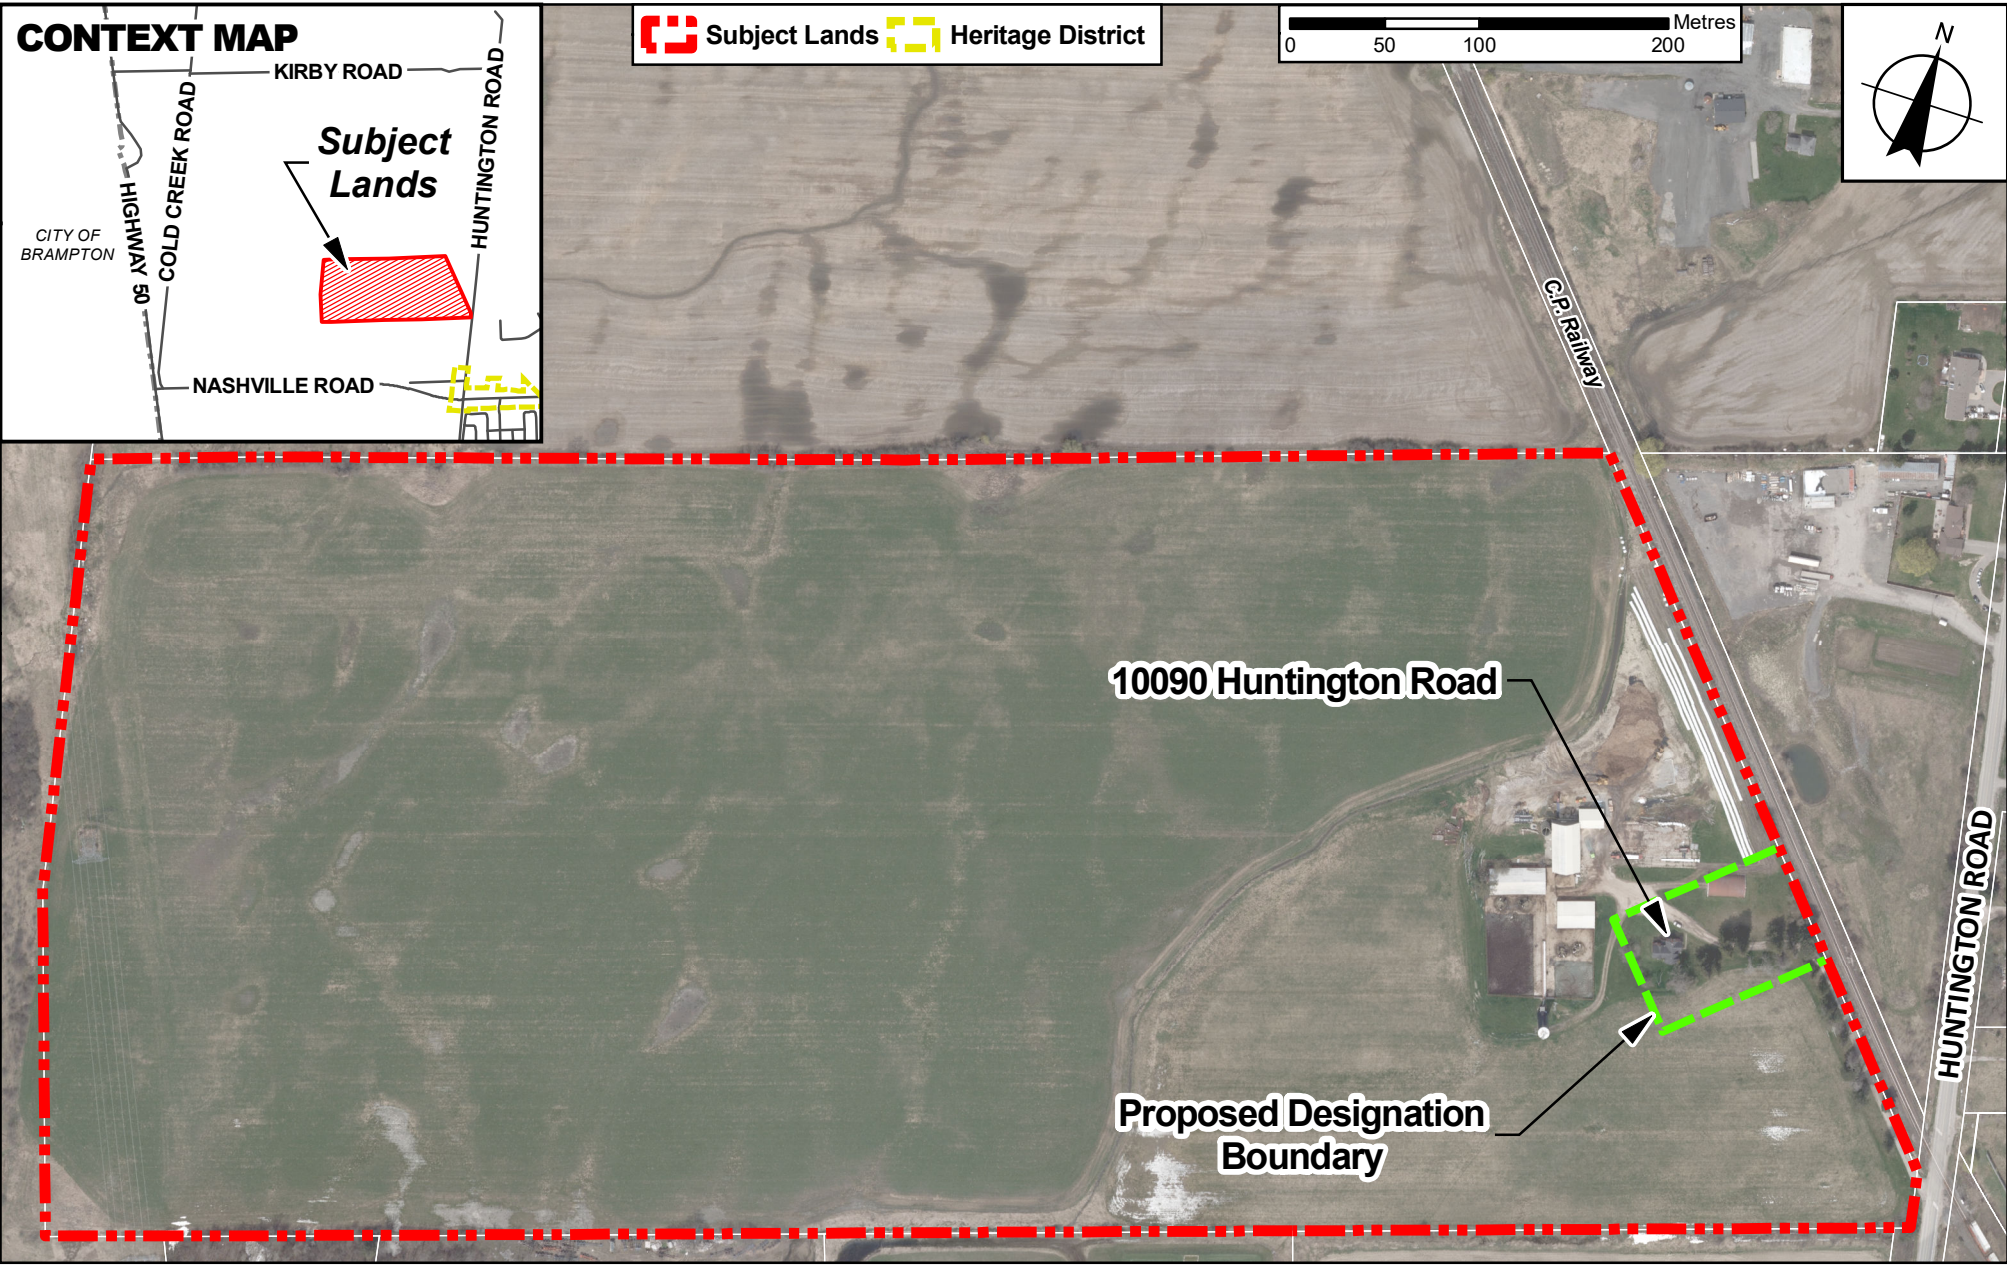 CONTEXT MAP
KIRBY ROAD
HUNTINGTON ROAD
COLD CREEK ROAD
HIGHWAY 50
CITY OF
BRAMPTON
Subject
Lands
NASHVILLE ROAD
Subject Lands
Heritage District
Metres
0 50 100 200
N
C.P. Railway
10090 Huntington Road
HUNTINGTON ROAD
Proposed Designation
Boundary